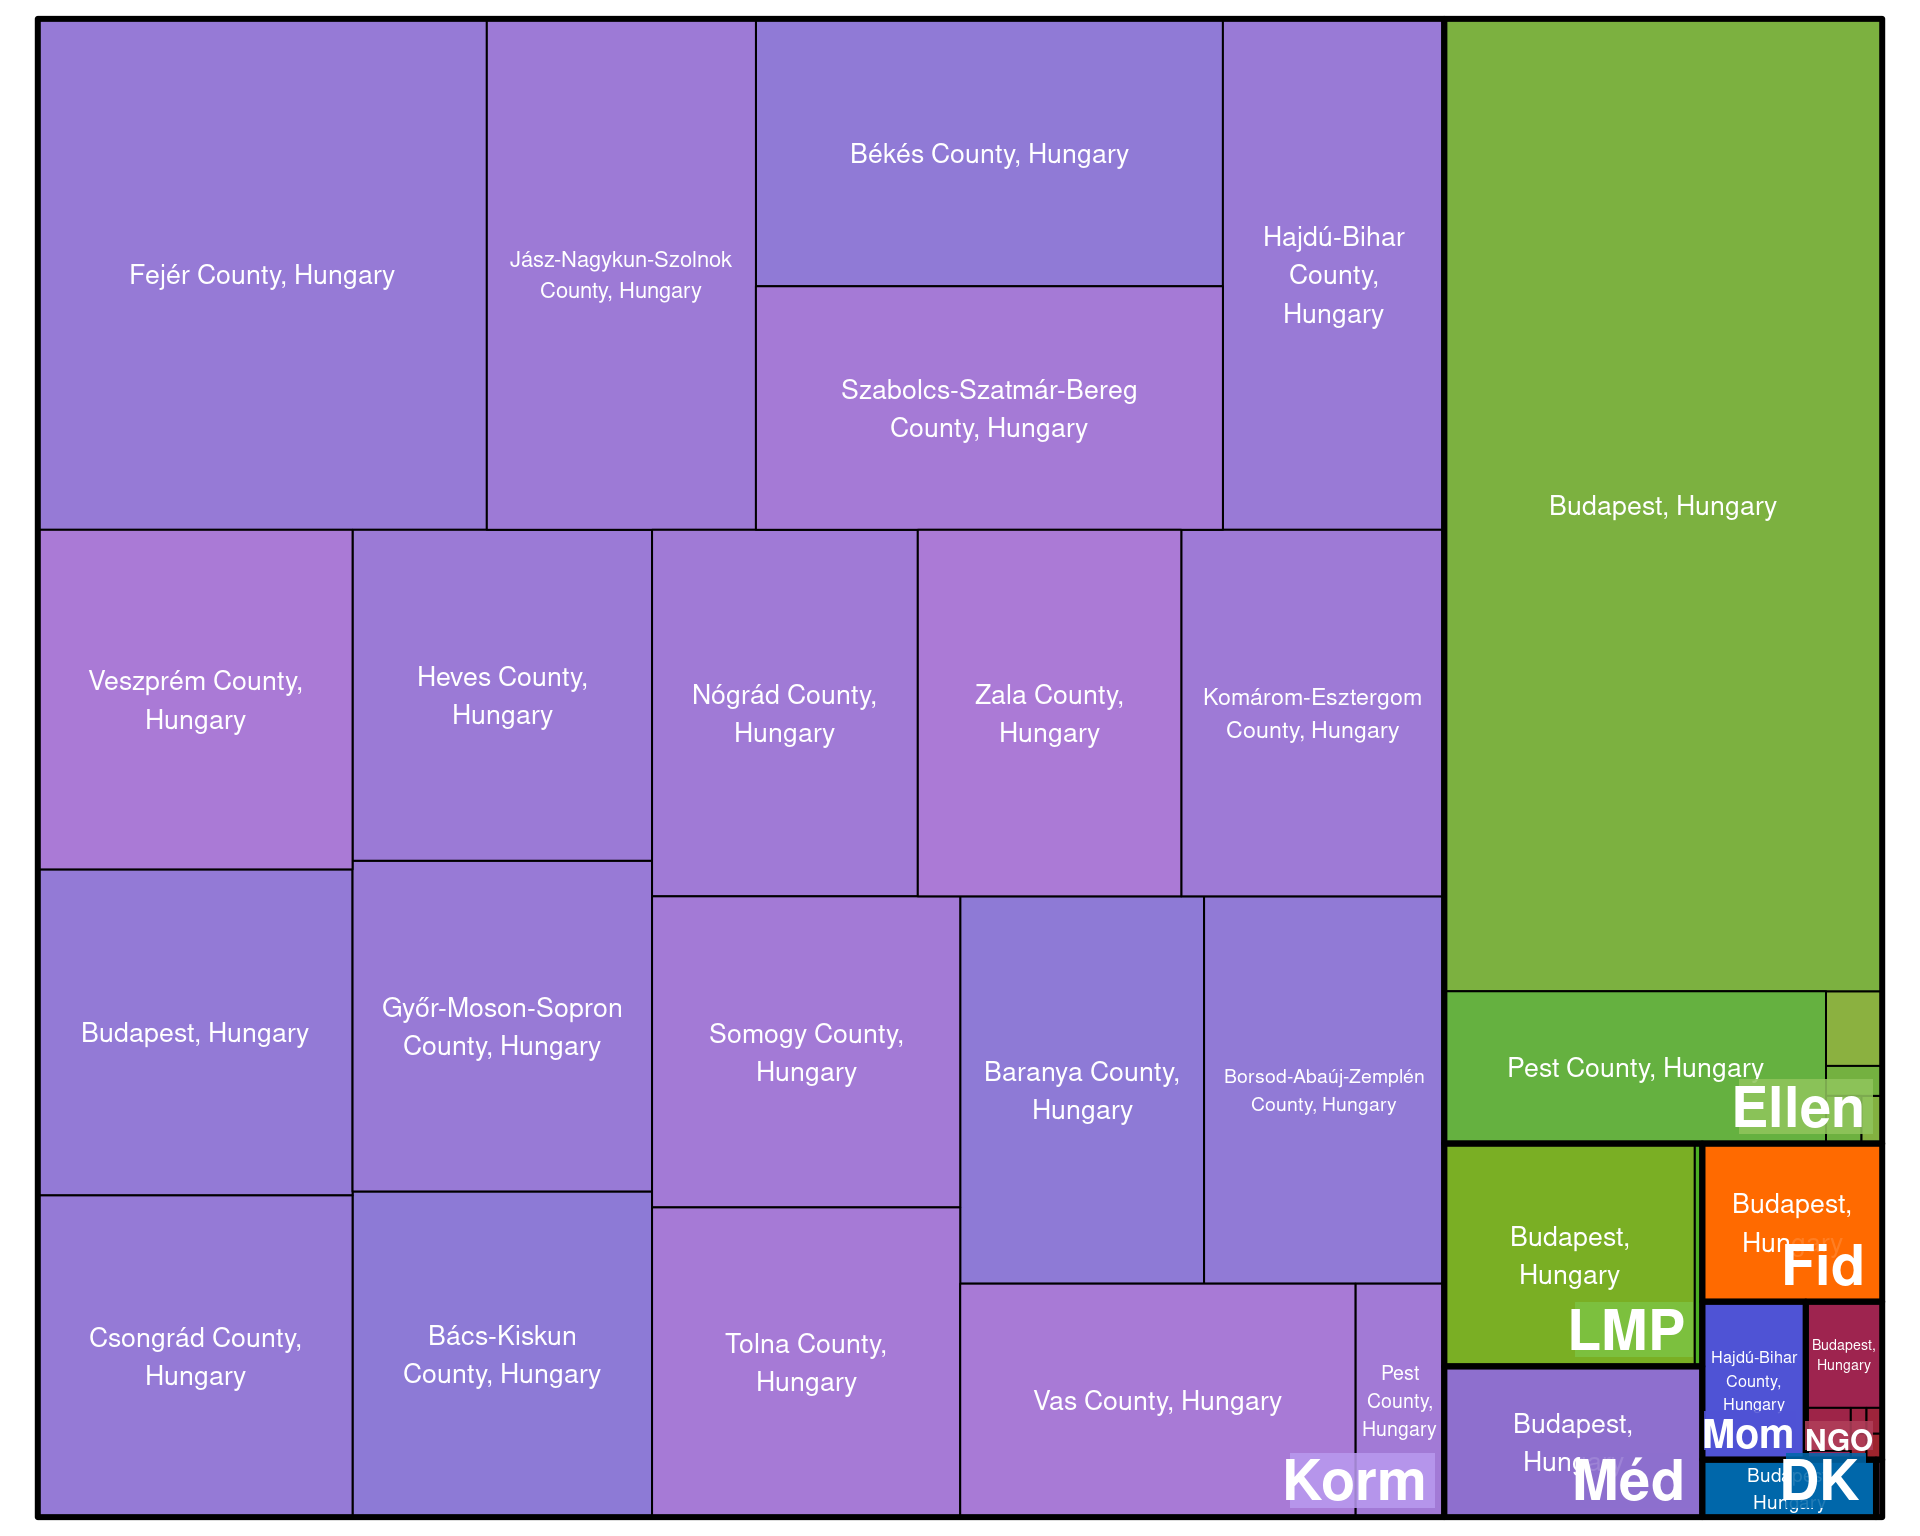 Fejér County, Hungary
Jász-Nagykun-Szolnok
County, Hungary
Békés County, Hungary
Szabolcs-Szatmár-Bereg
County, Hungary
Hajdú-Bihar
County,
Hungary
Veszprém County,
Hungary
Heves County,
Hungary
Nógrád County,
Hungary
Zala County,
Hungary
Komárom-Esztergom
County, Hungary
Budapest, Hungary
Győr-Moson-Sopron
County, Hungary
Somogy County,
Hungary
Baranya County,
Hungary
Borsod-Abaúj-Zemplén
County, Hungary
Csongrád County,
Hungary
Bács-Kiskun
County, Hungary
Tolna County,
Hungary
Vas County, Hungary
Pest
County,
Hungary
Korm
Budapest, Hungary
Pest County, Hungary
Ellen
Budapest,
Hungary
LMP
Budapest,
Hungary
Fid
Budapest,
Hungary
Méd
Hajdú-Bihar
County,
Hungary
Mom
Budapest,
Hungary
NGO
Budapest,
Hungary
DK